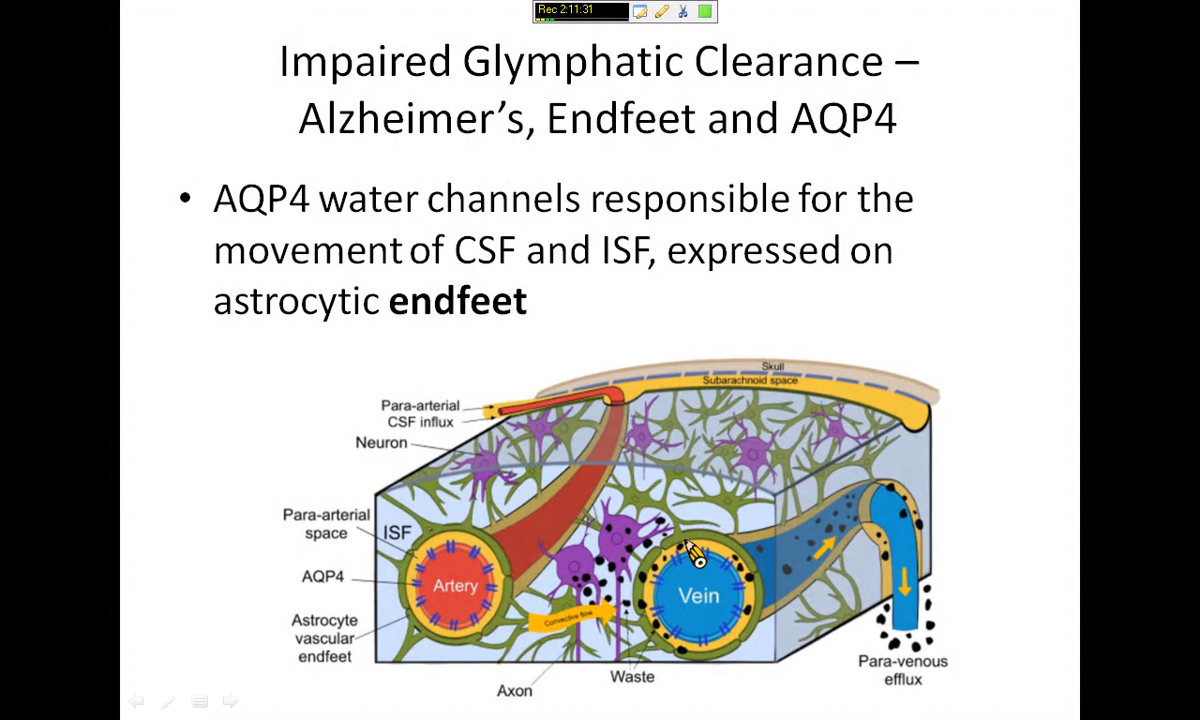 Rec 2:11:31
Impaired Glymphatic Clearance –
Alzheimer’s, Endfeet and AQP4
• AQP4 water channels responsible for the
movement of CSF and ISF, expressed on
astrocytic endfeet
Skull
Subarachnoid space
Para-arterial
CSF influx
Neuron
Para-arterial
space
ISF
AQP4
Artery
Vein
Astrocyte
vascular
endfeet
Convective flow
Axon
Waste
Para-venous
efflux